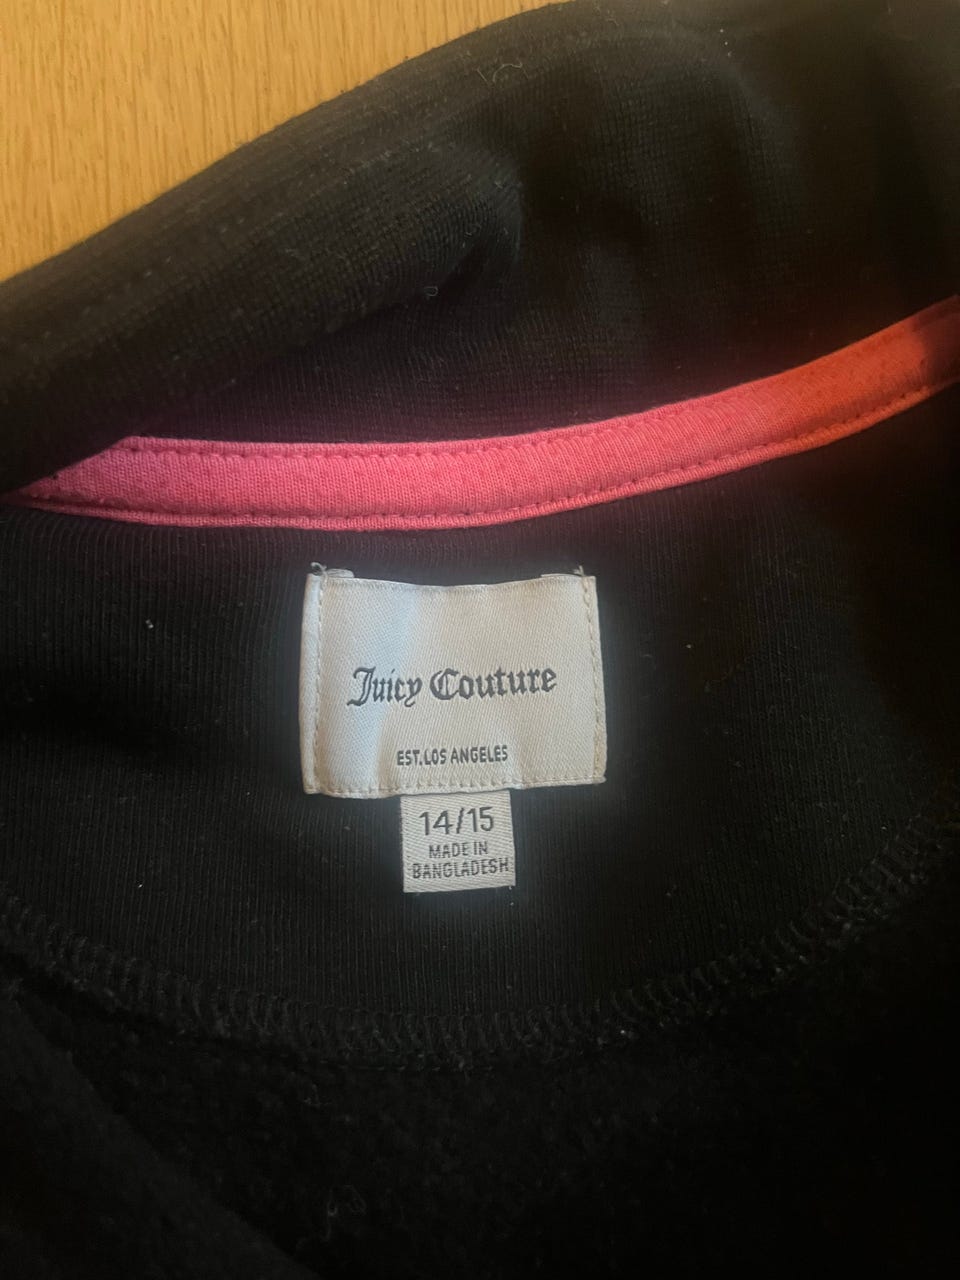 Juicy Couture
EST. LOS ANGELES
14/15
MADE IN
BANGLADESH